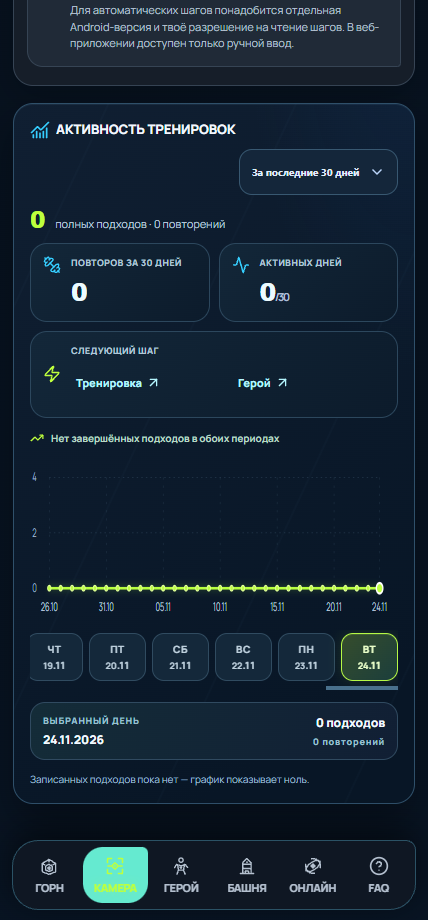 Для автоматических шагов понадобится отдельная
Android-версия и твоё разрешение на чтение шагов. В веб-
приложении доступен только ручной ввод.
АКТИВНОСТЬ ТРЕНИРОВОК
За последние 30 дней
0 полных подходов · 0 повторений
ПОВТОРОВ ЗА 30 ДНЕЙ
0
АКТИВНЫХ ДНЕЙ
0/30
СЛЕДУЮЩИЙ ШАГ
Тренировка
Герой
Нет завершённых подходов в обоих периодах
4
2
0
26.10 31.10 05.11 10.11 15.11 20.11 24.11
ЧТ ПТ СБ ВС ПН ВТ
19.11 20.11 21.11 22.11 23.11 24.11
ВЫБРАННЫЙ ДЕНЬ
24.11.2026
0 подходов
0 повторений
Записанных подходов пока нет — график показывает ноль.
ГОРН КАМЕРА ГЕРОЙ БАШНЯ ОНЛАЙН FAQ